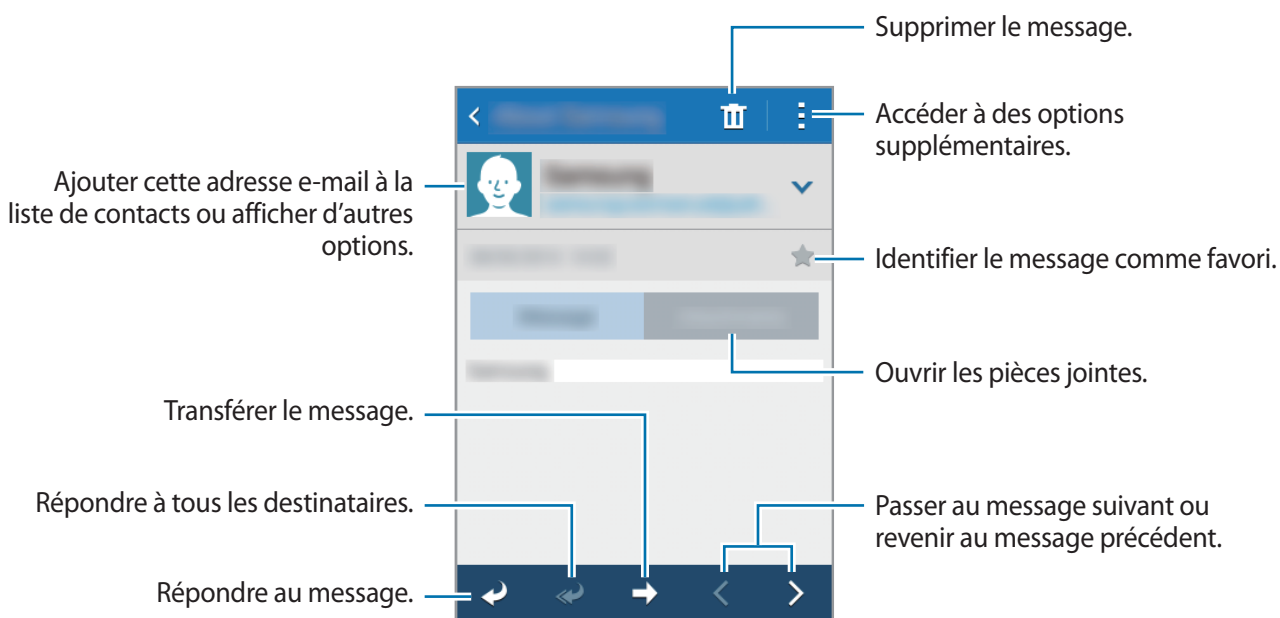 Supprimer le message.
Accéder à des options
supplémentaires.
Ajouter cette adresse e-mail à la
liste de contacts ou afficher d’autres
options.
Identifier le message comme favori.
Ouvrir les pièces jointes.
Transférer le message.
Répondre à tous les destinataires.
Passer au message suivant ou
revenir au message précédent.
Répondre au message.